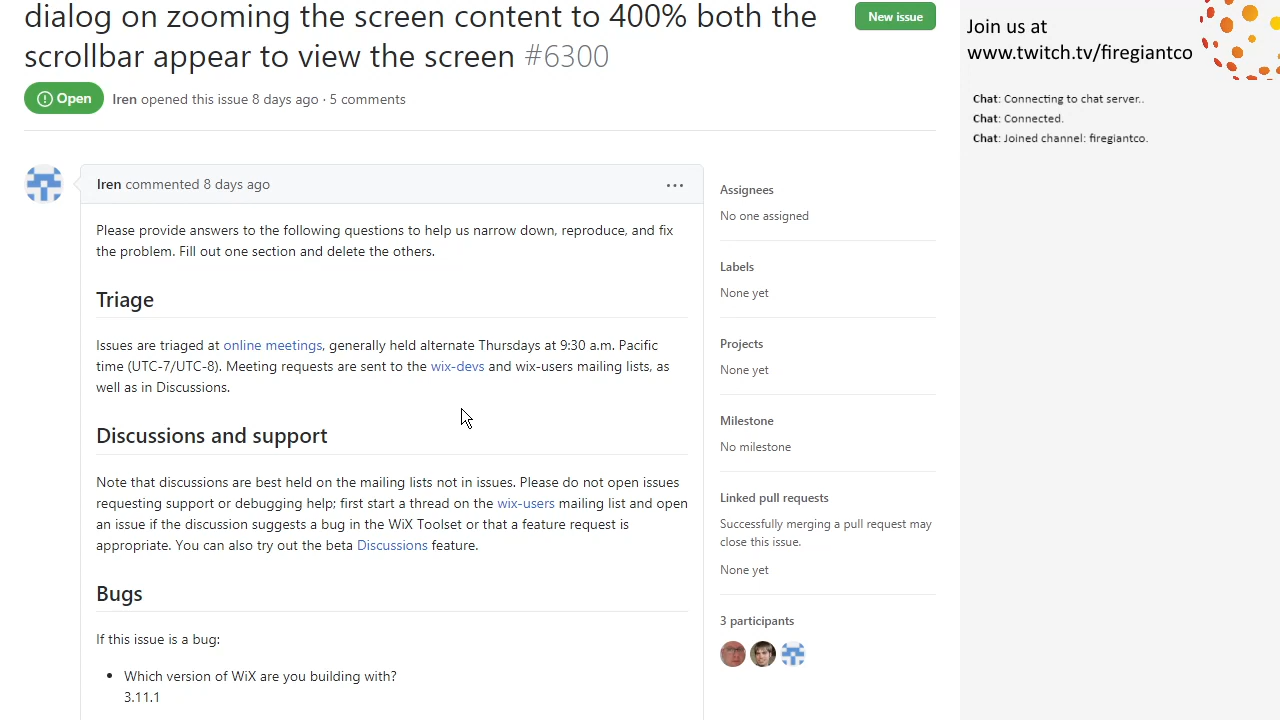 dialog on zooming the screen content to 400% both the
scrollbar appear to view the screen #6300
New issue
Open
Iren opened this issue 8 days ago · 5 comments
Iren commented 8 days ago
Please provide answers to the following questions to help us narrow down, reproduce, and fix
the problem. Fill out one section and delete the others.
Triage
Issues are triaged at online meetings, generally held alternate Thursdays at 9:30 a.m. Pacific
time (UTC-7/UTC-8). Meeting requests are sent to the wix-devs and wix-users mailing lists, as
well as in Discussions.
Discussions and support
Note that discussions are best held on the mailing lists not in issues. Please do not open issues
requesting support or debugging help; first start a thread on the wix-users mailing list and open
an issue if the discussion suggests a bug in the WiX Toolset or that a feature request is
appropriate. You can also try out the beta Discussions feature.
Bugs
If this issue is a bug:
• Which version of WiX are you building with?
3.11.1
Assignees
No one assigned
Labels
None yet
Projects
None yet
Milestone
No milestone
Linked pull requests
Successfully merging a pull request may
close this issue.
None yet
3 participants
Join us at
www.twitch.tv/firegiantco
Chat: Connecting to chat server..
Chat: Connected.
Chat: Joined channel: firegiantco.